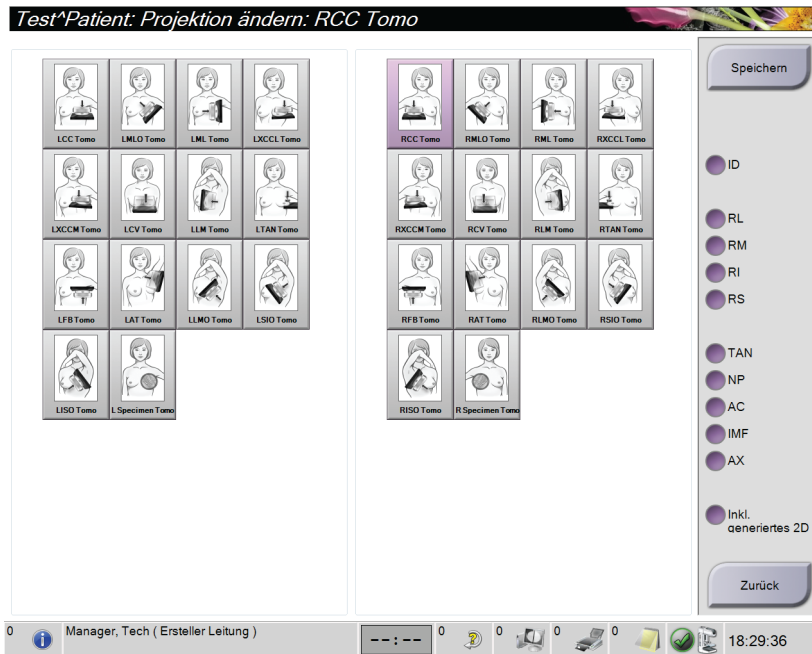 Test^Patient: Projektion ändern: RCC Tomo
LCC Tomo
LMLO Tomo
LML Tomo
LXCCL Tomo
LXCCM Tomo
LCV Tomo
LLM Tomo
LTAN Tomo
LFB Tomo
LAT Tomo
LLMO Tomo
LSIO Tomo
LISO Tomo
L Specimen Tomo
RCC Tomo
RMLO Tomo
RML Tomo
RXCCL Tomo
RXCCM Tomo
RCV Tomo
RLM Tomo
RTAN Tomo
RFB Tomo
RAT Tomo
RLMO Tomo
RSIO Tomo
RISO Tomo
R Specimen Tomo
Speichern
ID
RL
RM
RI
RS
TAN
NP
AC
IMF
AX
Inkl.
generiertes 2D
Zurück
0
Manager, Tech ( Ersteller Leitung )
--:--
0
0
0
0
18:29:36